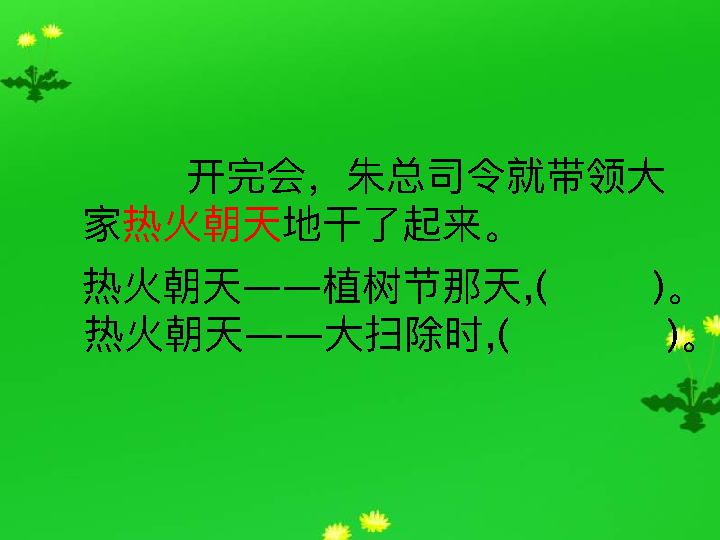 开完会，朱总司令就带领大
家热火朝天地干了起来。
热火朝天——植树节那天,(          )。
热火朝天——大扫除时,(              )。